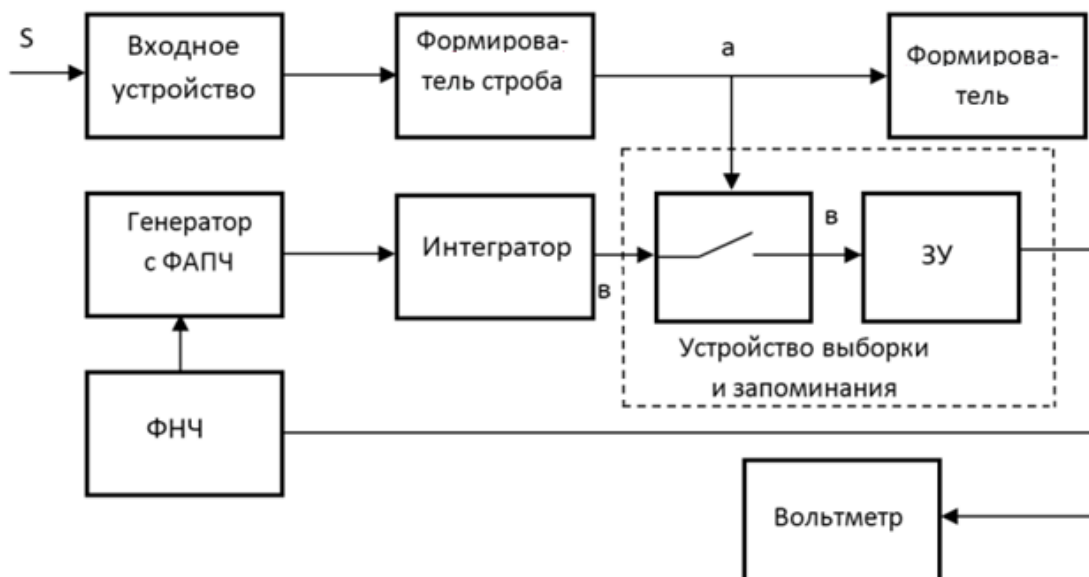 S
Входное
устройство
Формирова-
тель строба
а
Формирова-
тель
Генератор
с ФАПЧ
Интегратор
в
в
ЗУ
Устройство выборки
и запоминания
ФНЧ
Вольтметр